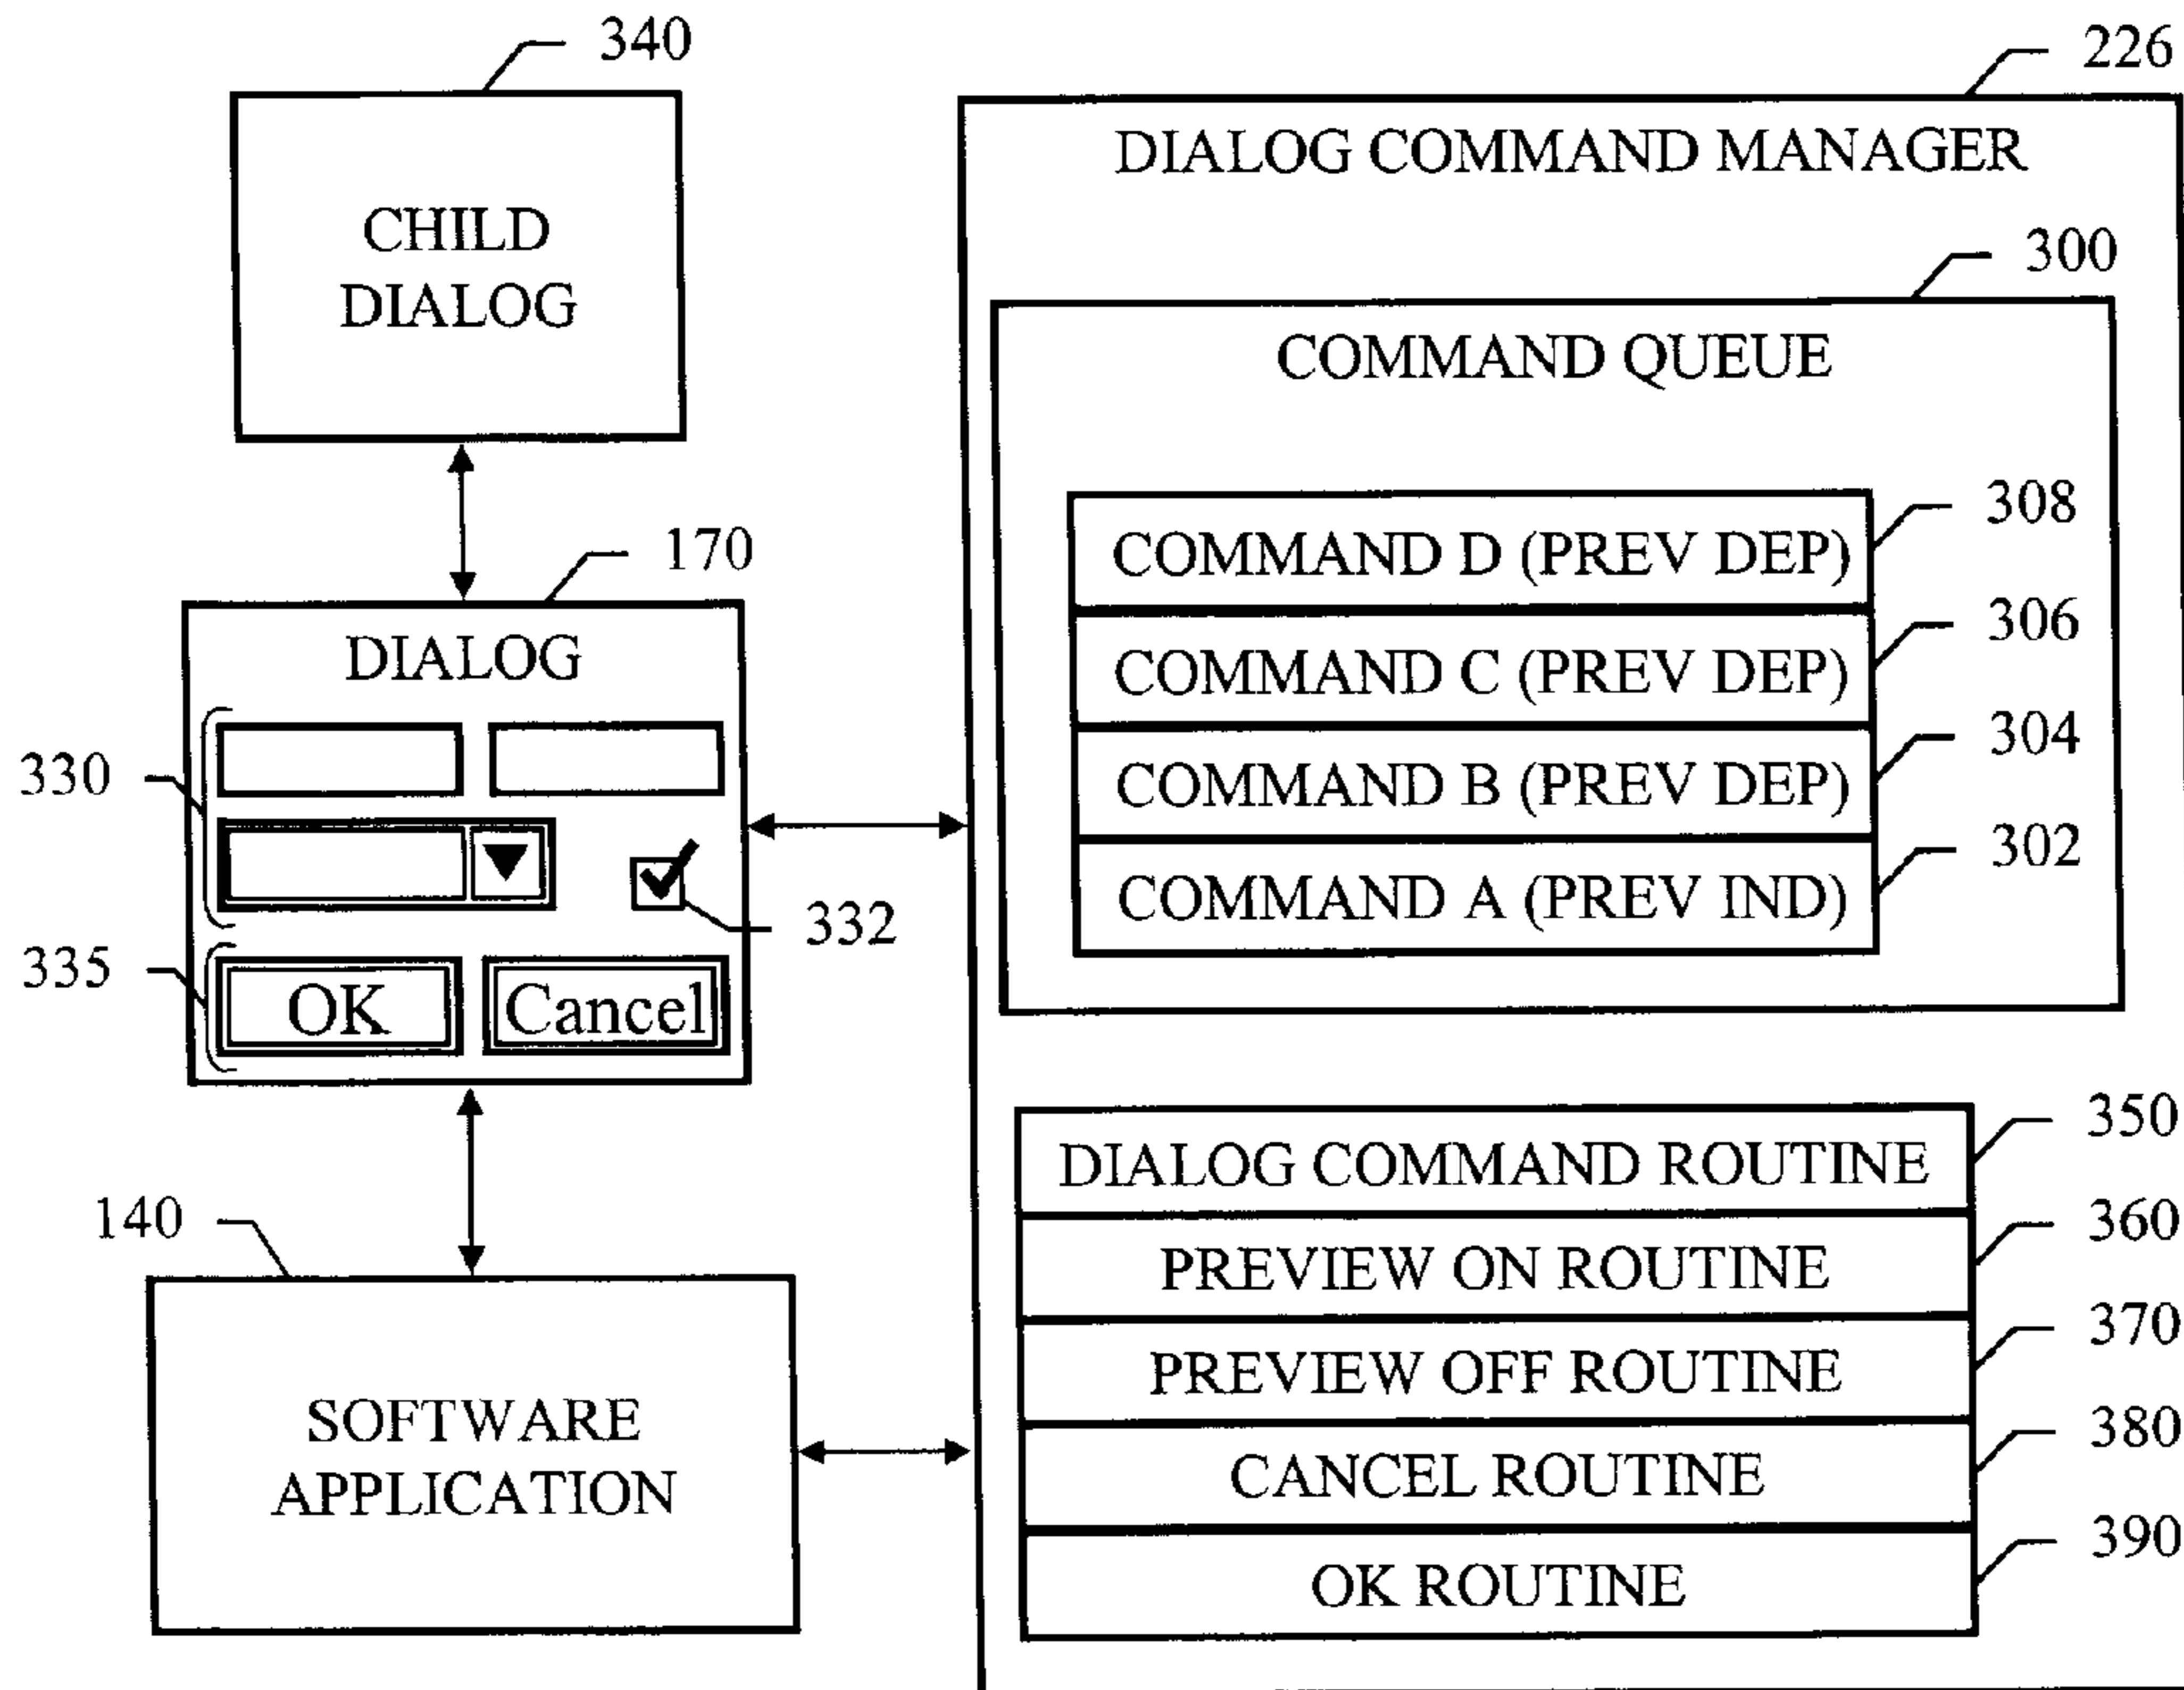 340
CHILD
DIALOG
170
DIALOG
330
332
335
OK Cancel
140
SOFTWARE
APPLICATION
226
DIALOG COMMAND MANAGER
300
COMMAND QUEUE
308
COMMAND D (PREV DEP)
306
COMMAND C (PREV DEP)
304
COMMAND B (PREV DEP)
302
COMMAND A (PREV IND)
350
DIALOG COMMAND ROUTINE
360
PREVIEW ON ROUTINE
370
PREVIEW OFF ROUTINE
380
CANCEL ROUTINE
390
OK ROUTINE